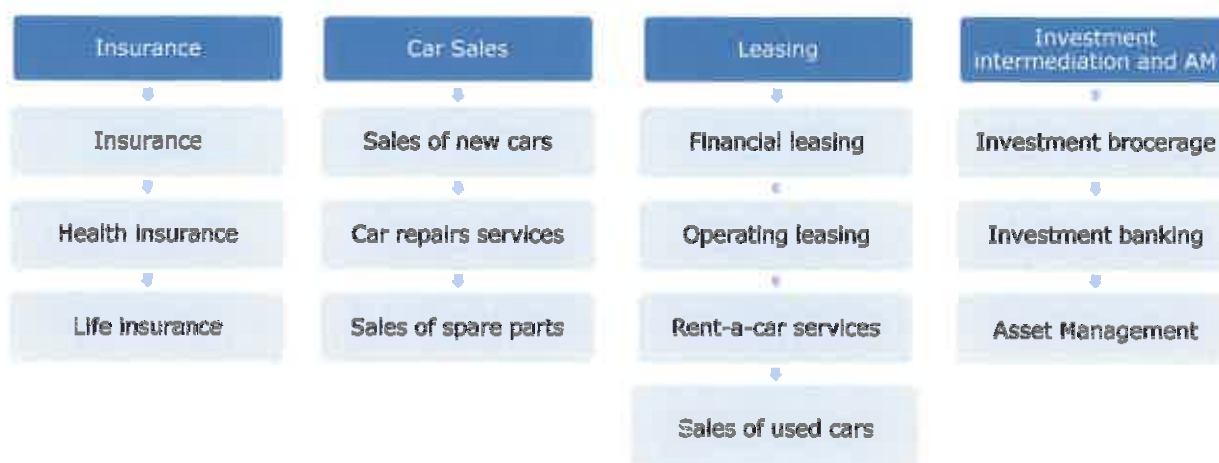 Insurance
Insurance
Health insurance
Life insurance
Car Sales
Sales of new cars
Car repairs services
Sales of spare parts
Leasing
Financial leasing
Operating leasing
Rent-a-car services
Sales of used cars
Investment
intermediation and AM
Investment brocerage
Investment banking
Asset Management